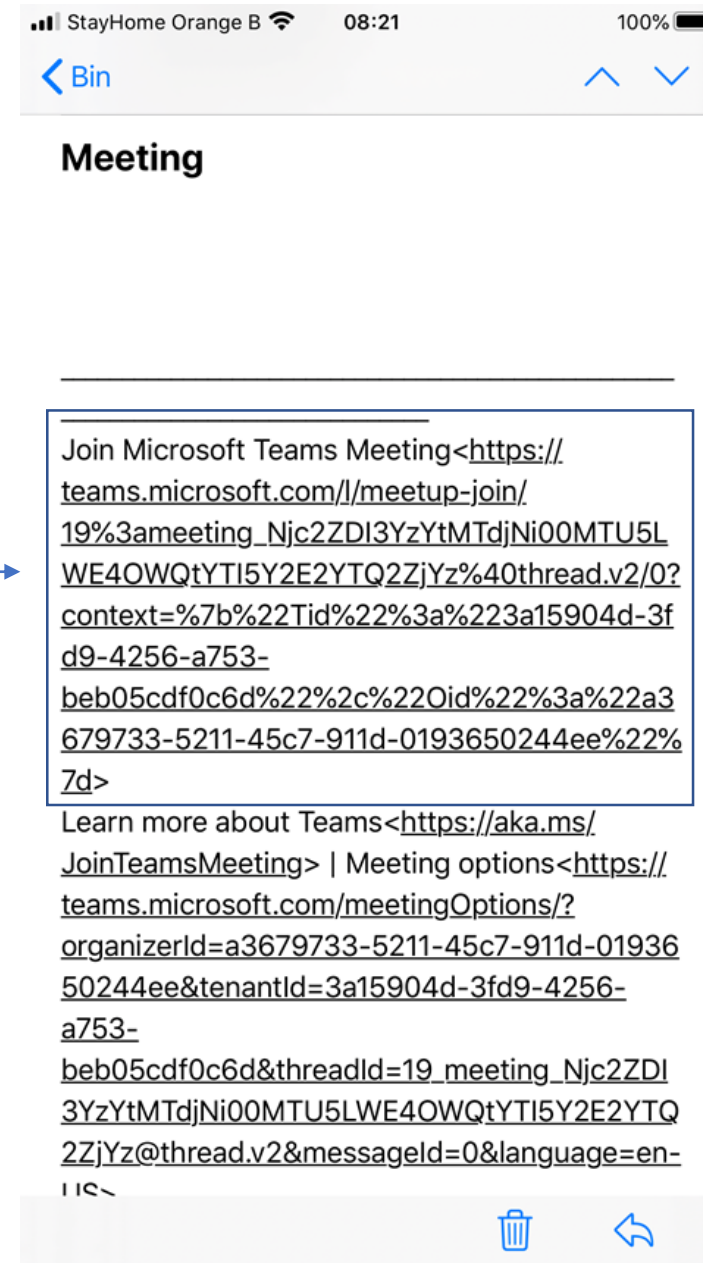 StayHome Orange B 08:21 100%
Bin
Meeting
Join Microsoft Teams Meeting<https://
teams.microsoft.com/l/meetup-join/
19%3ameeting_Njc2ZDI3YzYtMTdjNi00MTU5L
WE4OWQtYTI5Y2E2YTQ2ZjYz%40thread.v2/0?
context=%7b%22Tid%22%3a%223a15904d-3f
d9-4256-a753-
beb05cdf0c6d%22%2c%22Oid%22%3a%22a3
679733-5211-45c7-911d-0193650244ee%22%
7d>
Learn more about Teams<https://aka.ms/
JoinTeamsMeeting> | Meeting options<https://
teams.microsoft.com/meetingOptions/?
organizerId=a3679733-5211-45c7-911d-01936
50244ee&tenantId=3a15904d-3fd9-4256-
a753-
beb05cdf0c6d&threadId=19_meeting_Njc2ZDI
3YzYtMTdjNi00MTU5LWE4OWQtYTI5Y2E2YTQ
2ZjYz@thread.v2&messageId=0&language=en-
US>